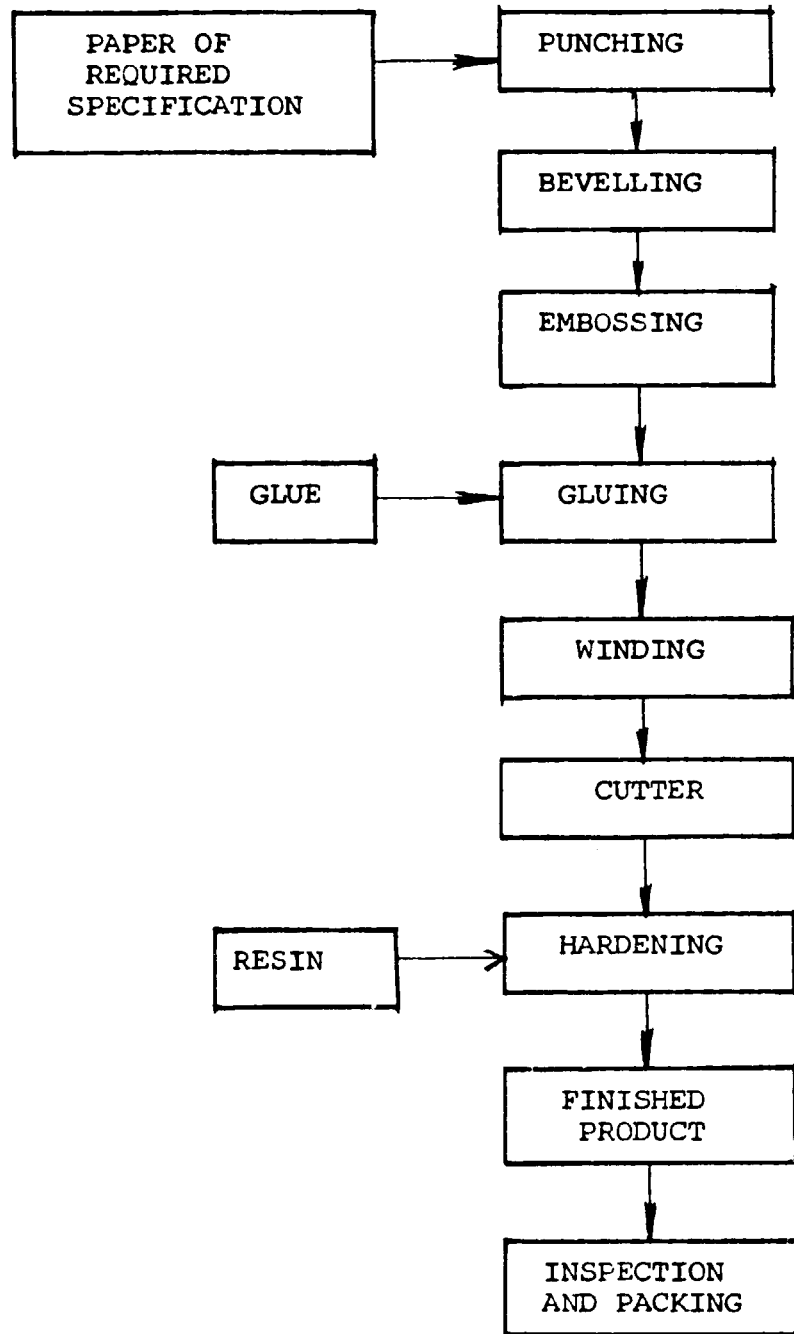 PAPER OF
REQUIRED
SPECIFICATION
PUNCHING
BEVELLING
EMBOSSING
GLUE
GLUING
WINDING
CUTTER
RESIN
HARDENING
FINISHED
PRODUCT
INSPECTION
AND PACKING